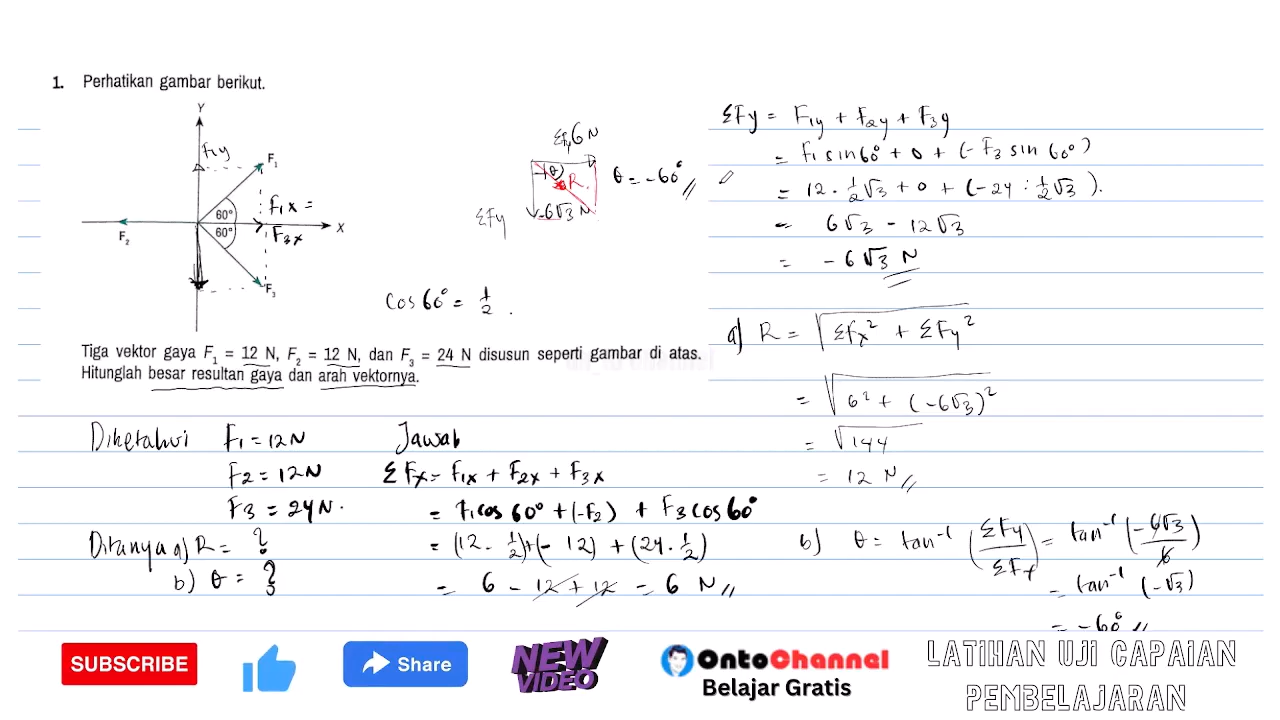 1. Perhatikan gambar berikut.
Y
F1y
F₁
60°
F1x =
X
F₂
60°
F3x
F₃
ΣFy 6 N
(θ)
R
θ = -60° //
ΣFy
-6√3 N
cos 60° = 1/2 .
Tiga vektor gaya F₁ = 12 N, F₂ = 12 N, dan F₃ = 24 N disusun seperti gambar di atas.
Hitunglah besar resultan gaya dan arah vektornya.
Diketahui F1 = 12 N
F2 = 12 N
F3 = 24 N.
Ditanya a) R = ?
b) θ = ?
Jawab
ΣFx = F1x + F2x + F3x
= F1 cos 60° + (-F2) + F3 cos 60°
= (12 . 1/2) + (- 12) + (24 . 1/2)
= 6 - 12 + 12 = 6 N //
ΣFy = F1y + F2y + F3y
= F1 sin 60° + 0 + (-F3 sin 60°)
= 12 . 1/2 √3 + 0 + (-24 . 1/2 √3).
= 6√3 - 12√3
= - 6√3 N
a) R = √ΣFx² + ΣFy²
= √6² + (-6√3)²
= √144
= 12 N //
b) θ = tan⁻¹ (ΣFy/ΣFx) = tan⁻¹ (-6√3/6)
= tan⁻¹ (-√3)
= -60° //
SUBSCRIBE
Share
NEW VIDEO
OntoChannel
Belajar Gratis
LATIHAN UJI CAPAIAN
PEMBELAJARAN